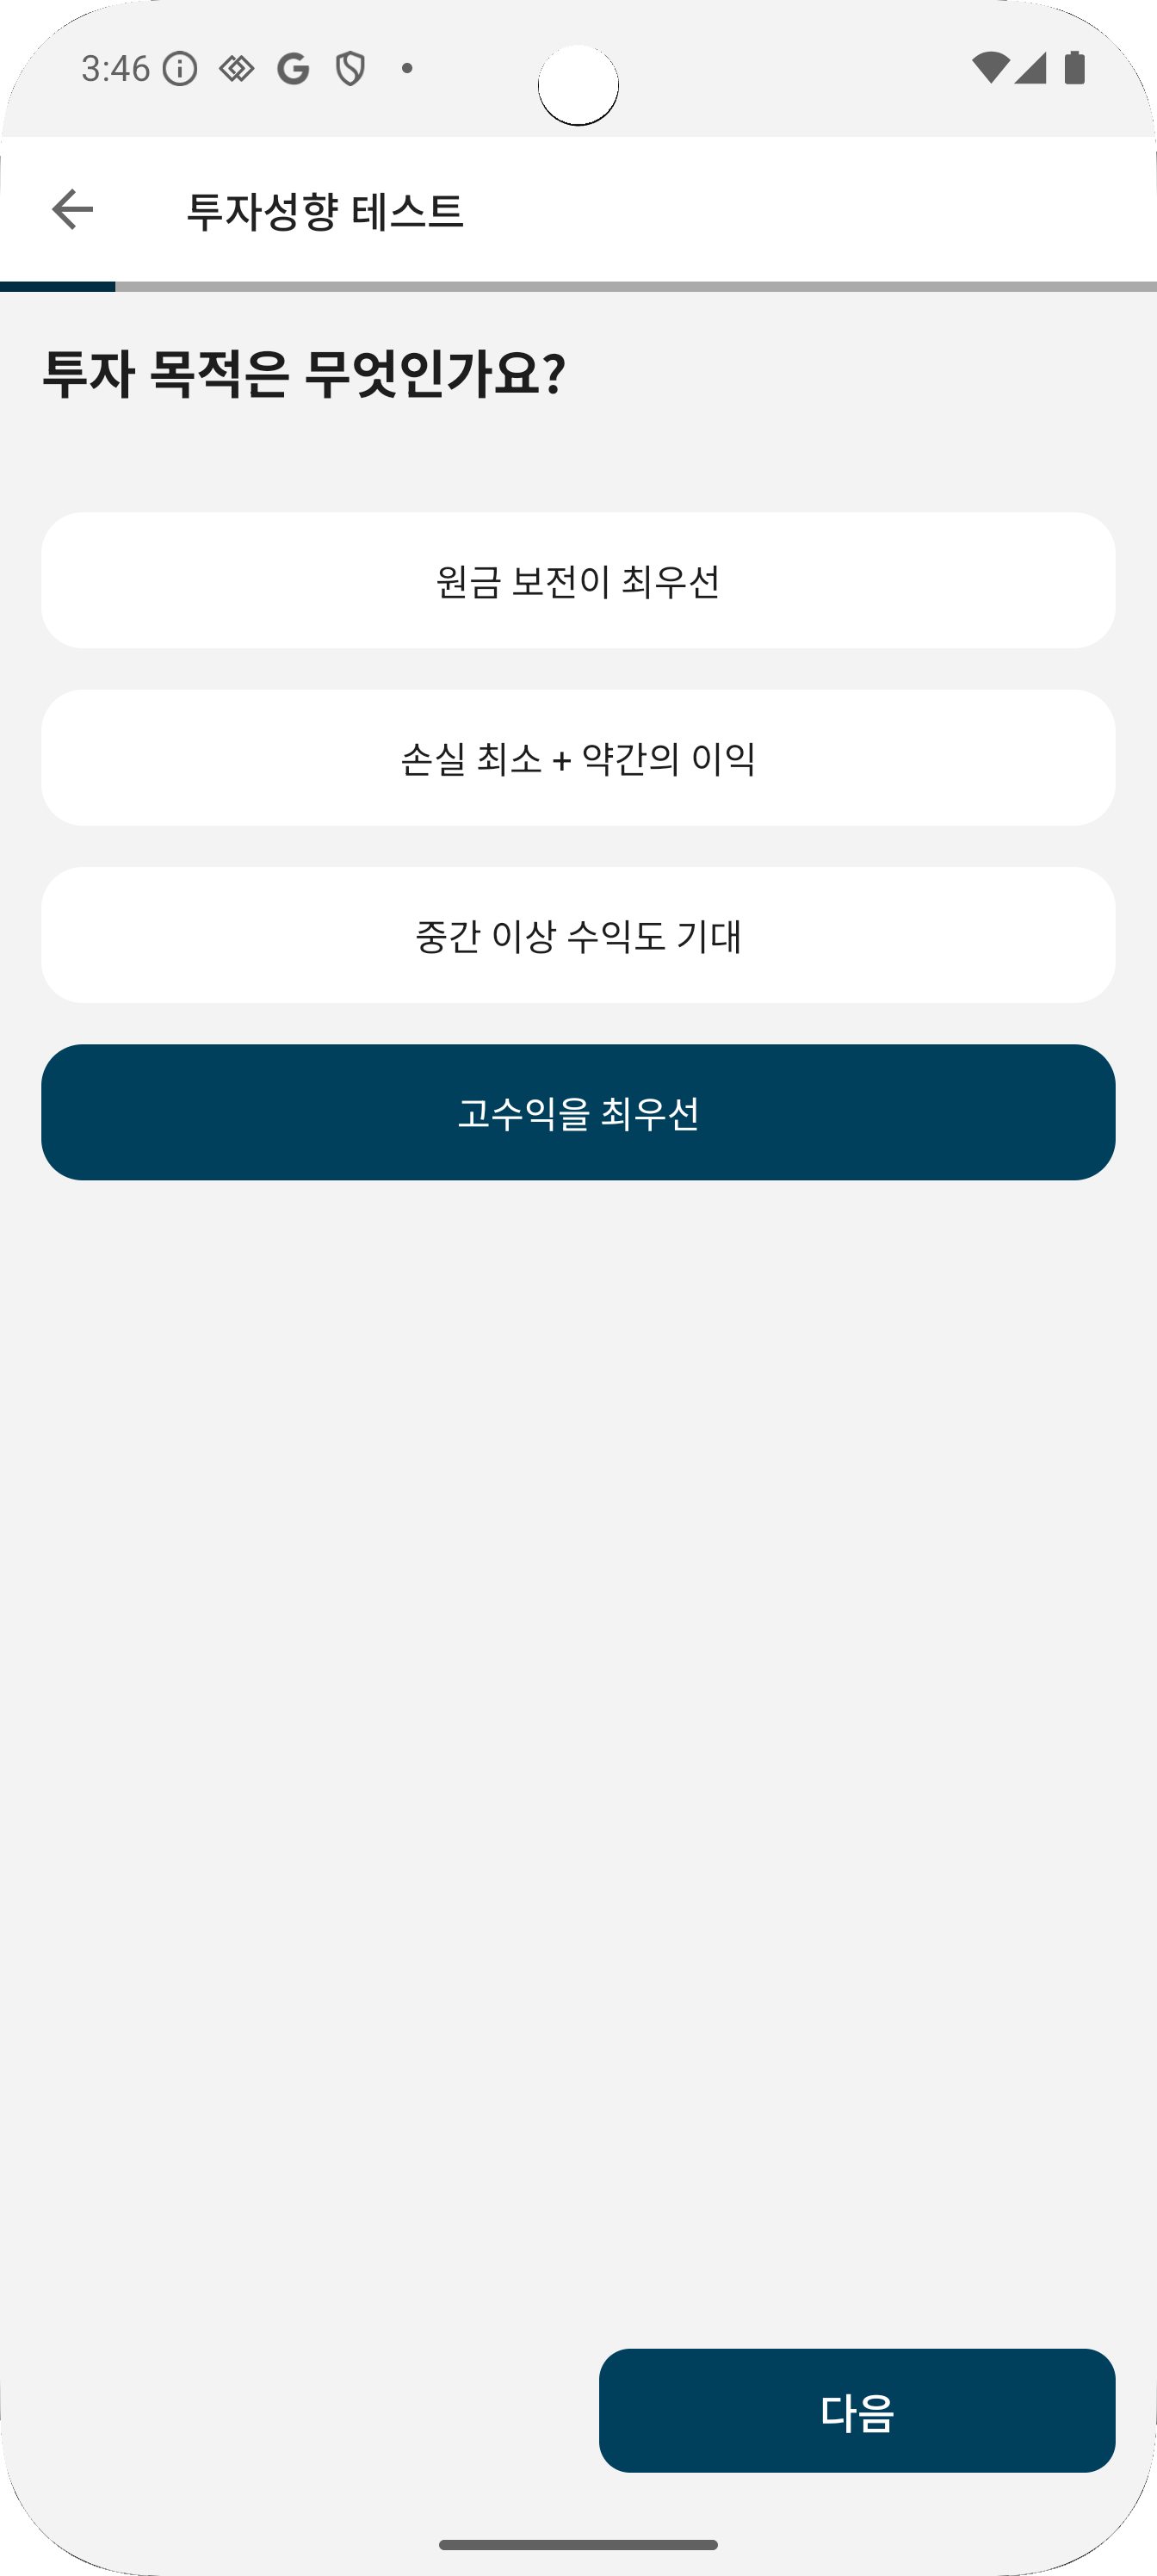 3:46
투자성향 테스트
투자 목적은 무엇인가요?
원금 보전이 최우선
손실 최소 + 약간의 이익
중간 이상 수익도 기대
고수익을 최우선
다음